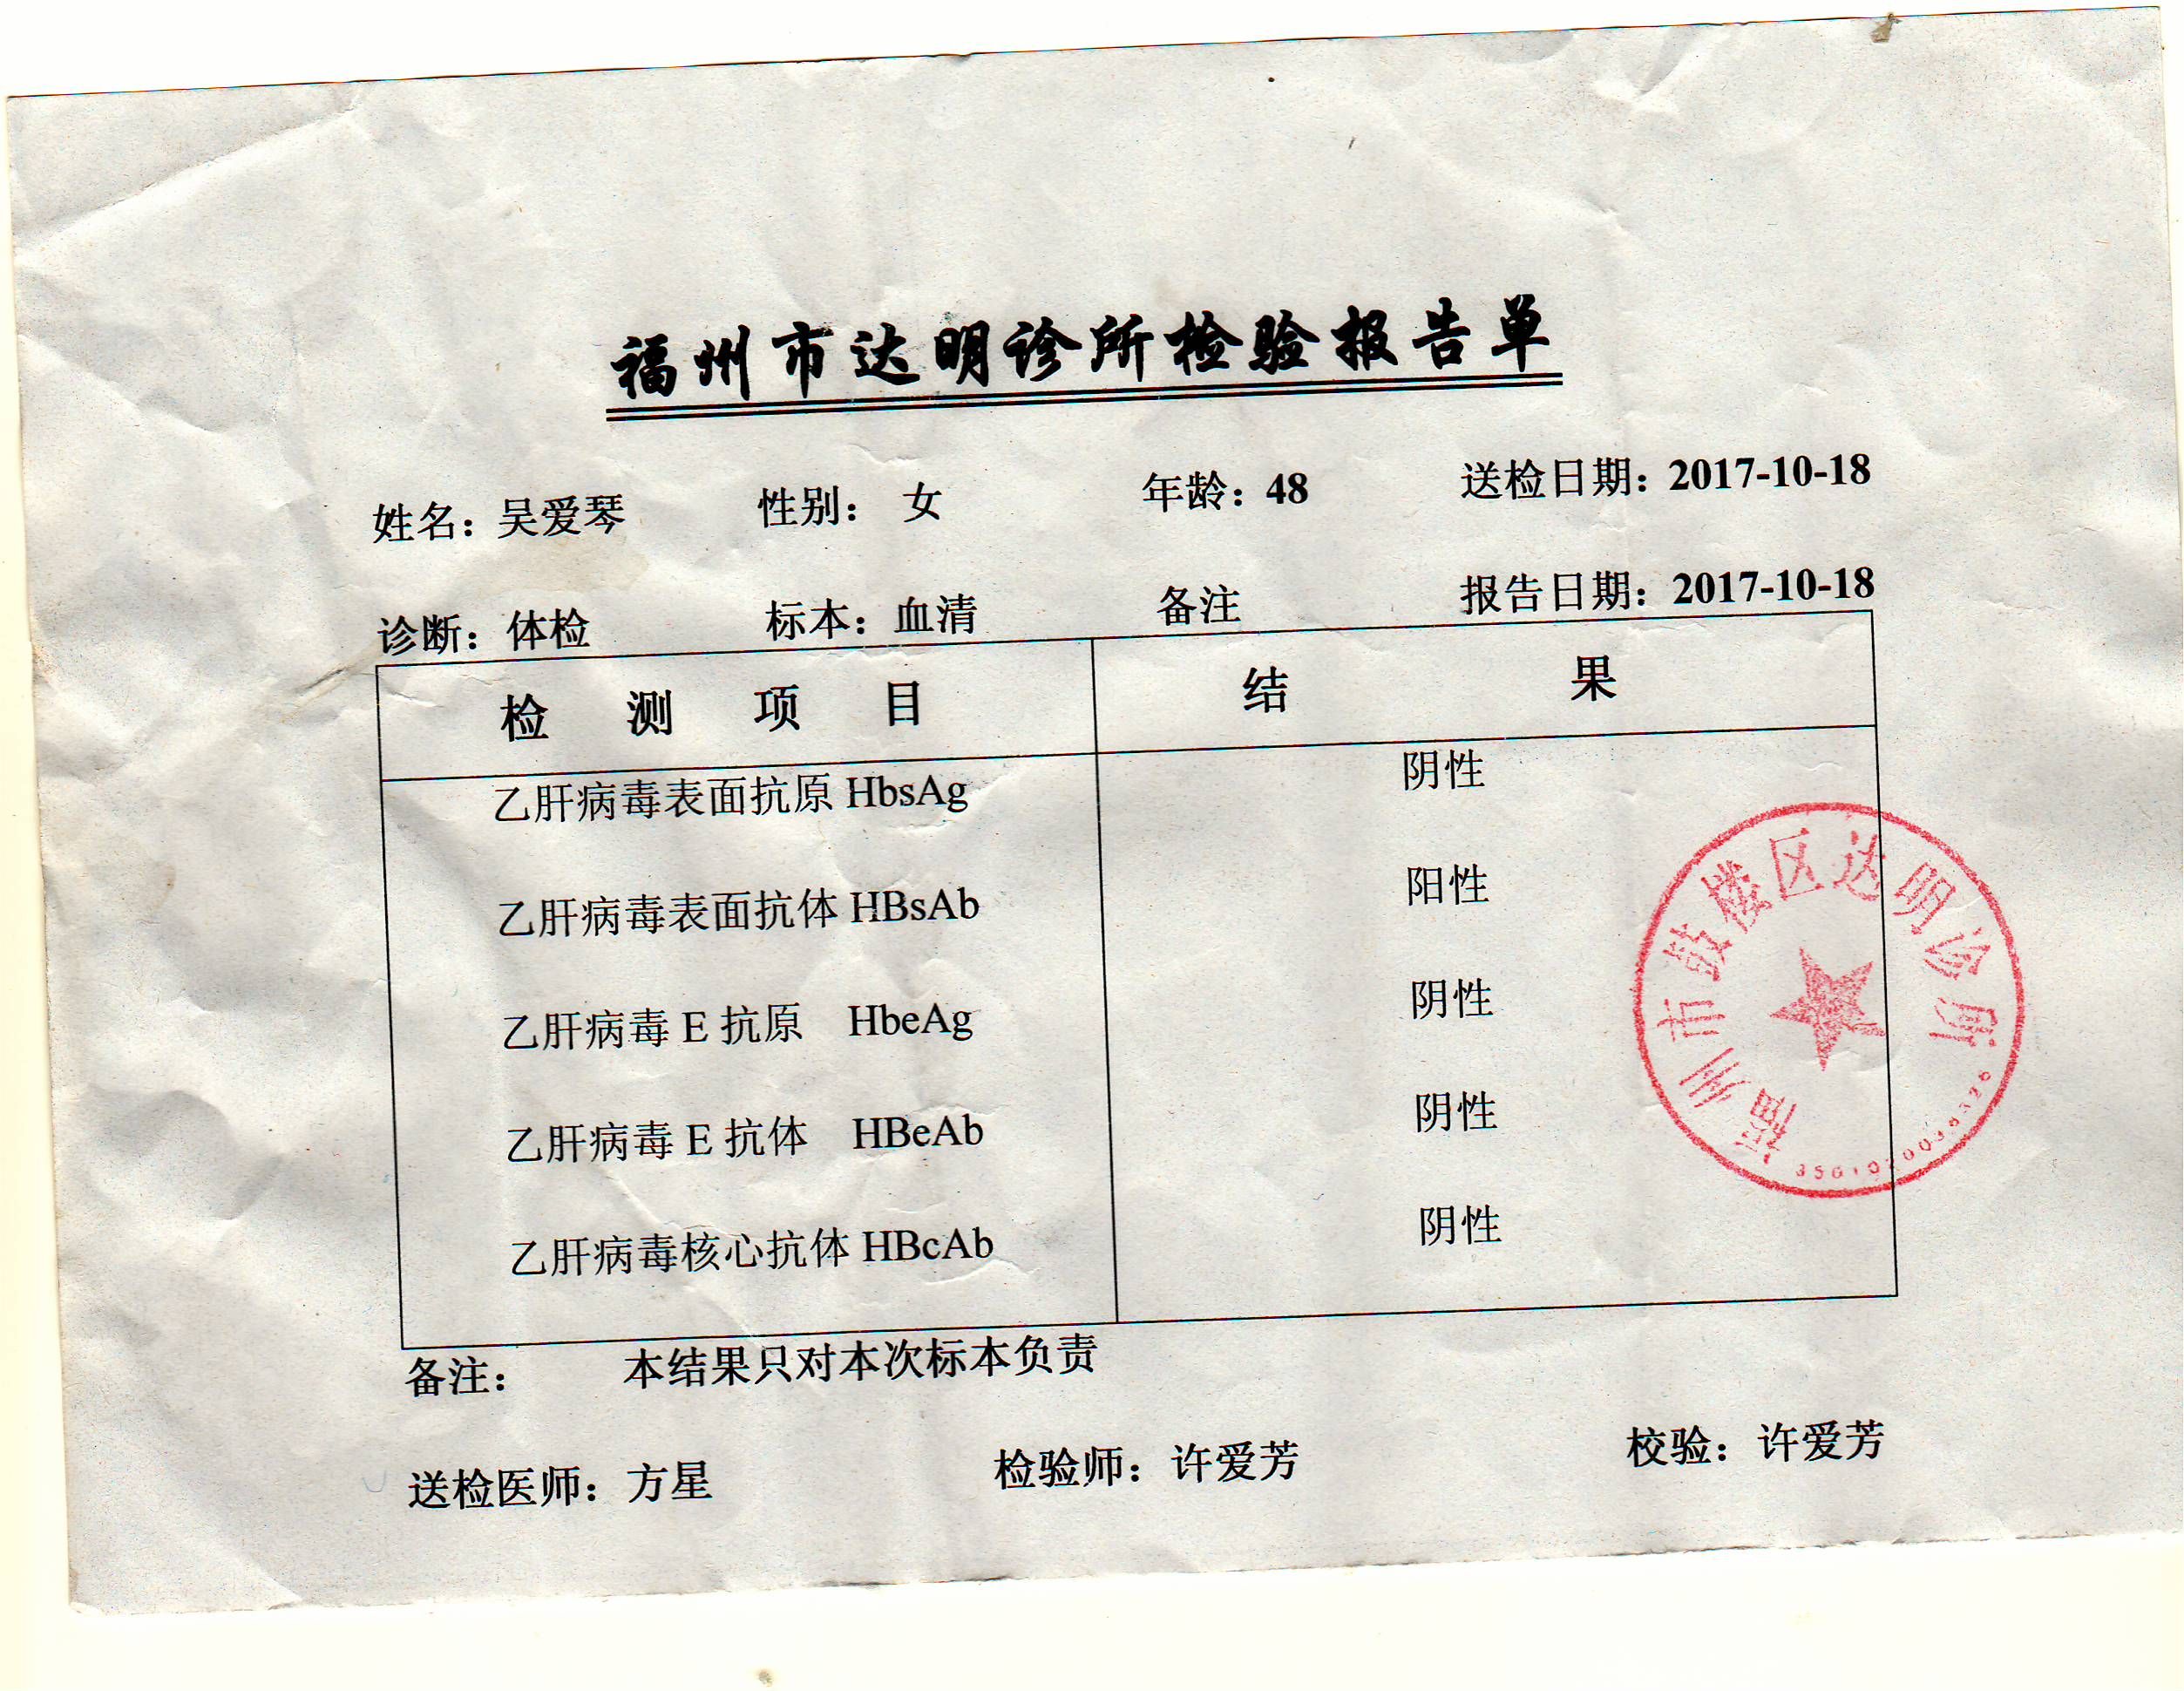 福州市达明诊所检验报告单
姓名：吴爱琴 性别： 女 年龄：48 送检日期：2017-10-18
诊断：体检 标本：血清 备注 报告日期：2017-10-18
检 测 项 目 结 果
乙肝病毒表面抗原 HbsAg 阴性
乙肝病毒表面抗体 HBsAb 阳性
乙肝病毒 E 抗原 HbeAg 阴性
乙肝病毒 E 抗体 HBeAb 阴性
乙肝病毒核心抗体 HBcAb 阴性
福州市鼓楼区达明诊所
备注： 本结果只对本次标本负责
送检医师：方星 检验师：许爱芳 校验：许爱芳